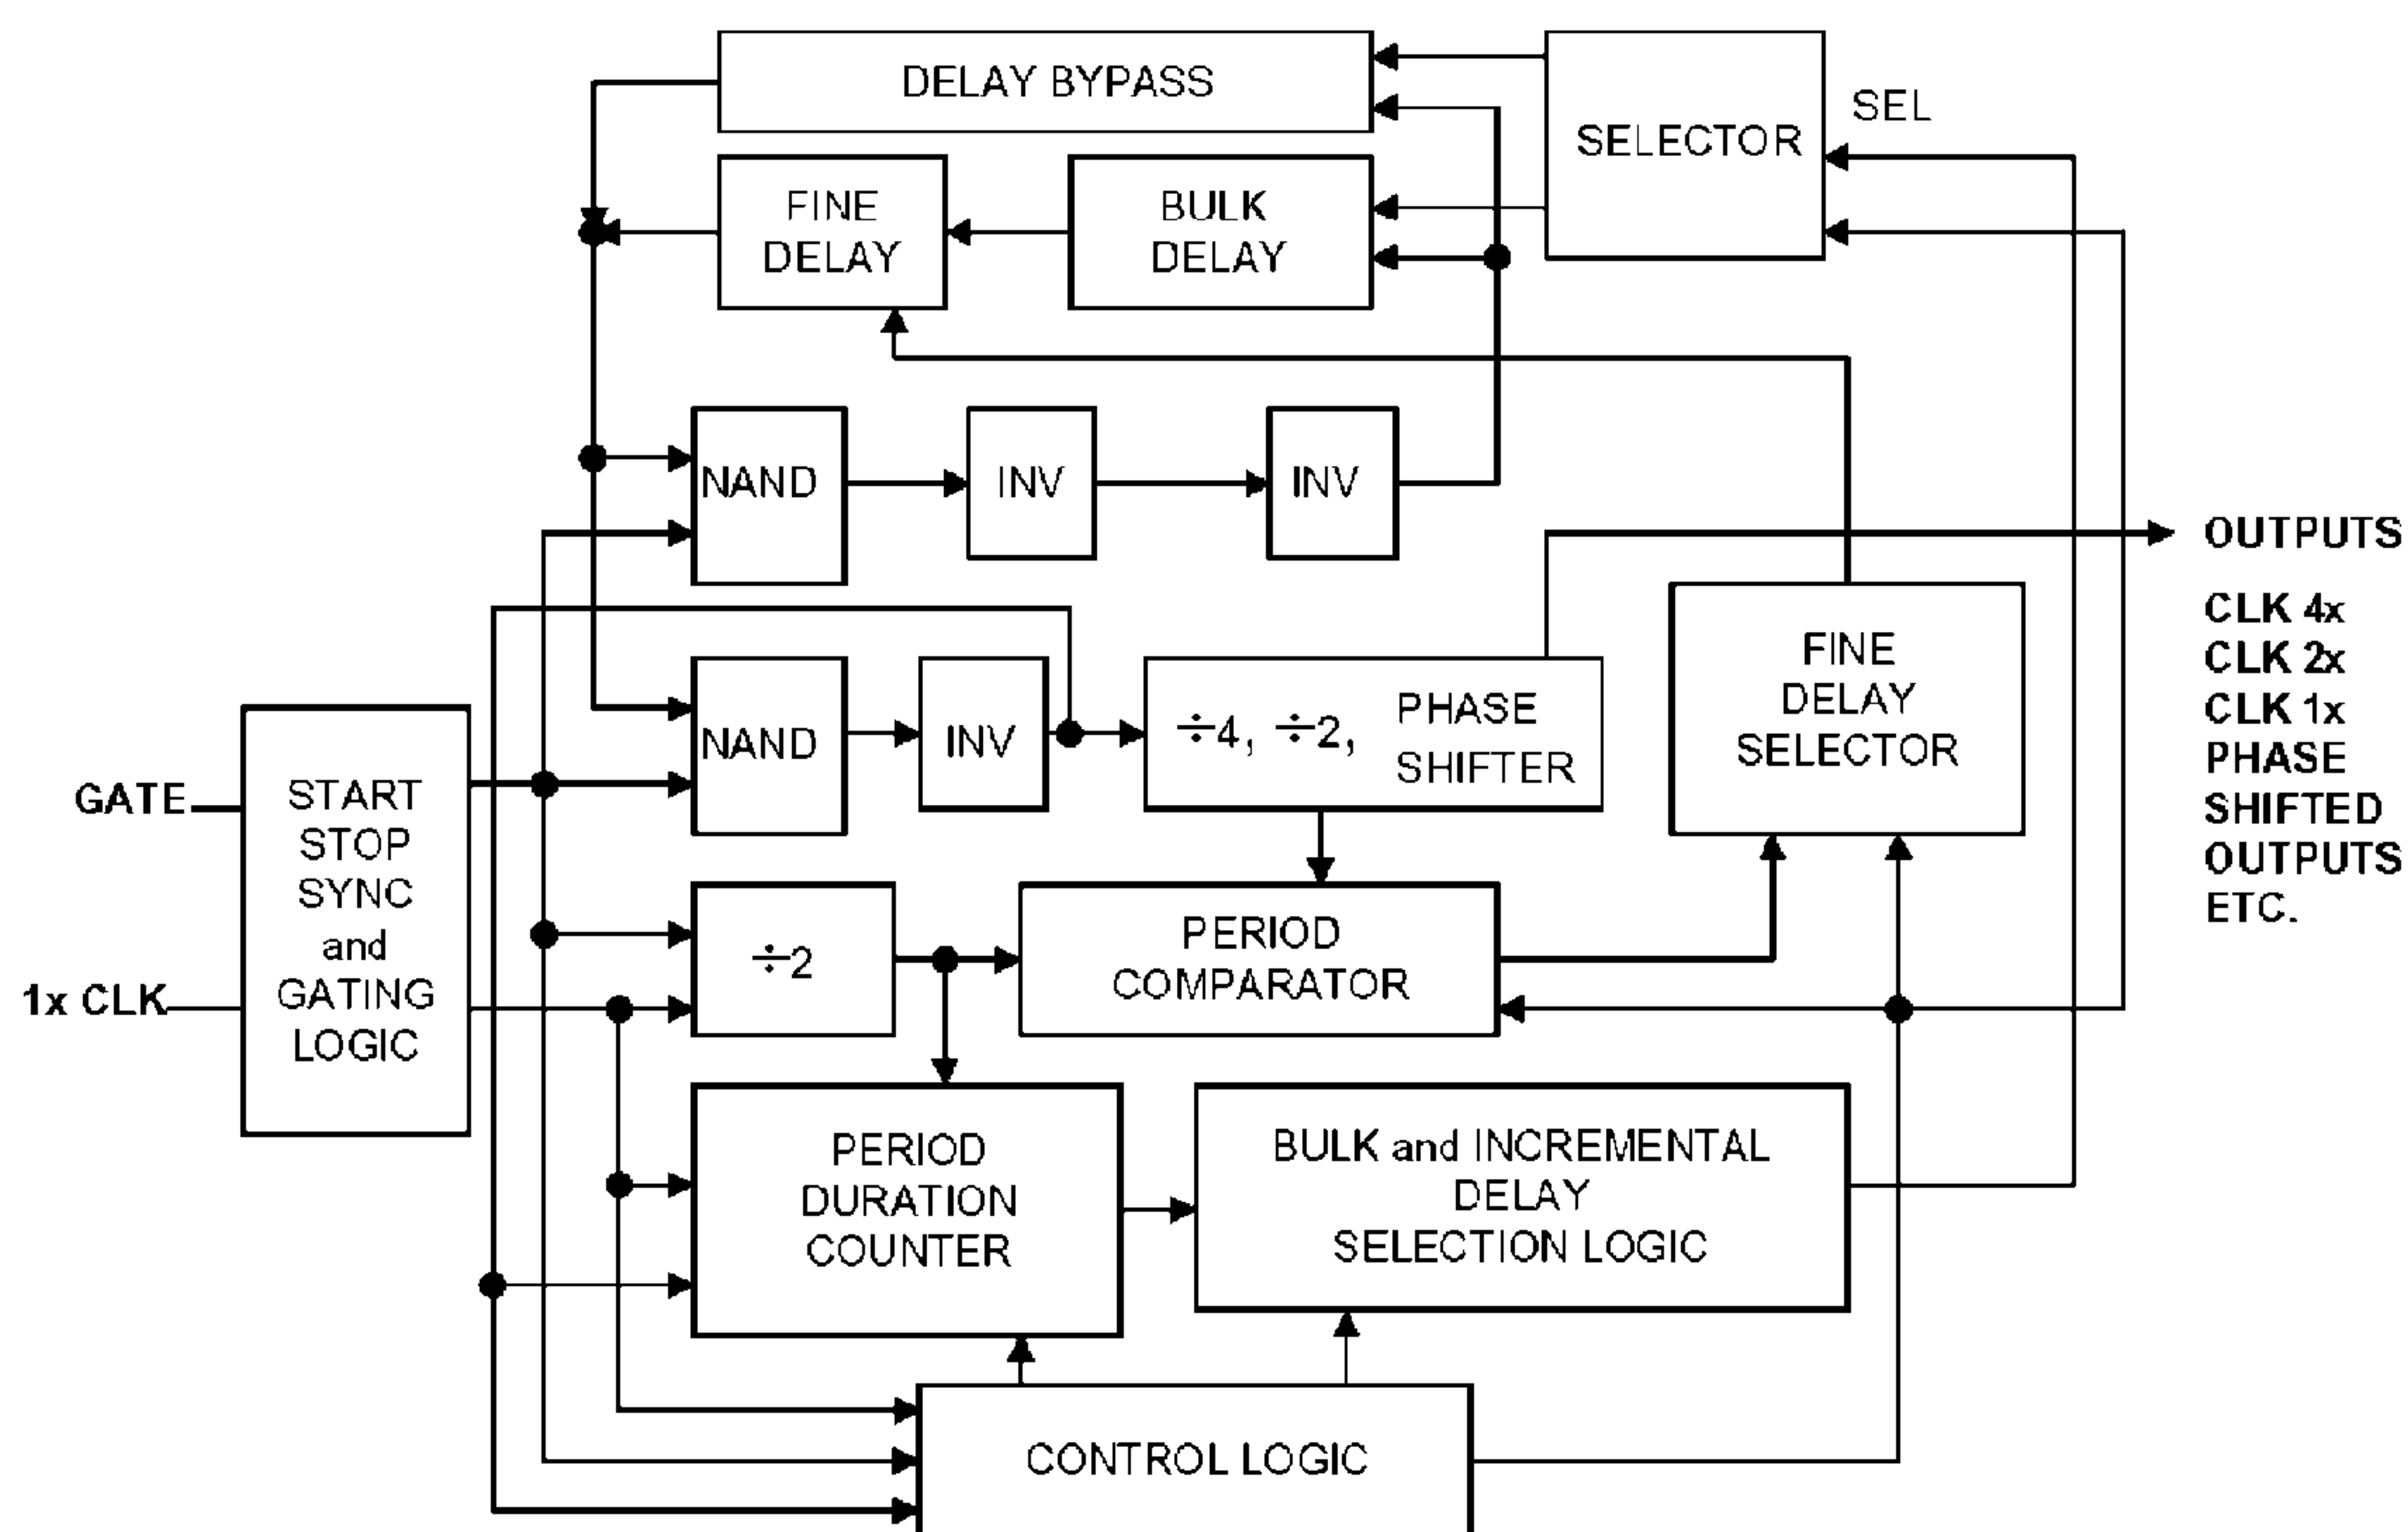 DELAY BYPASS
SELECTOR
SEL
FINE
DELAY
BULK
DELAY
NAND
INV
INV
OUTPUTS
CLK 4x
CLK 2x
CLK 1x
PHASE
SHIFTED
OUTPUTS
ETC.
FINE
DELAY
SELECTOR
NAND
INV
÷4, ÷2,
PHASE
SHIFTER
GATE
1x CLK
START
STOP
SYNC
and
GATING
LOGIC
÷2
PERIOD
COMPARATOR
PERIOD
DURATION
COUNTER
BULK and INCREMENTAL
DELAY
SELECTION LOGIC
CONTROL LOGIC